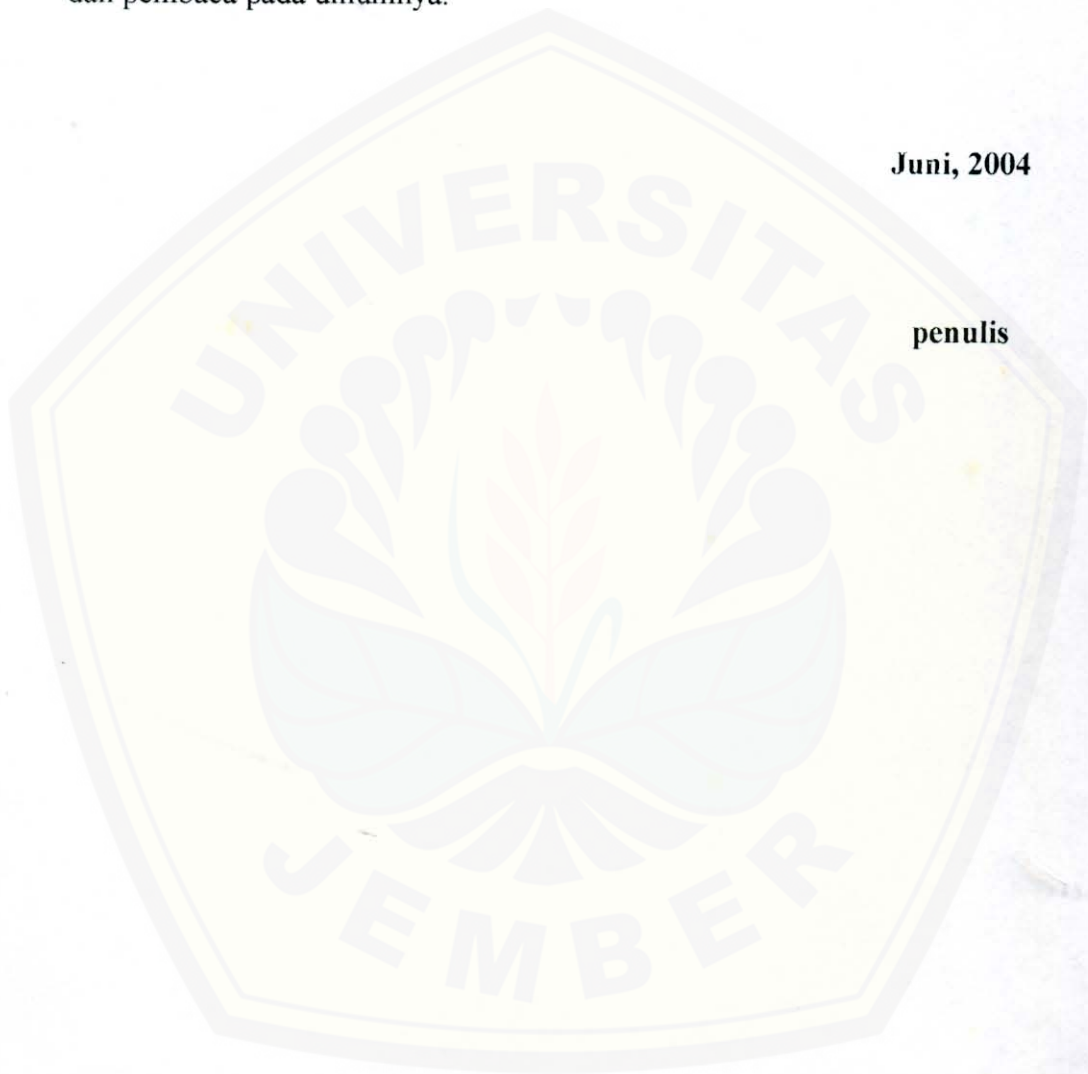 dan pembaca pada umumnya.
Juni, 2004
penulis
UNIVERSITAS
JEMBER